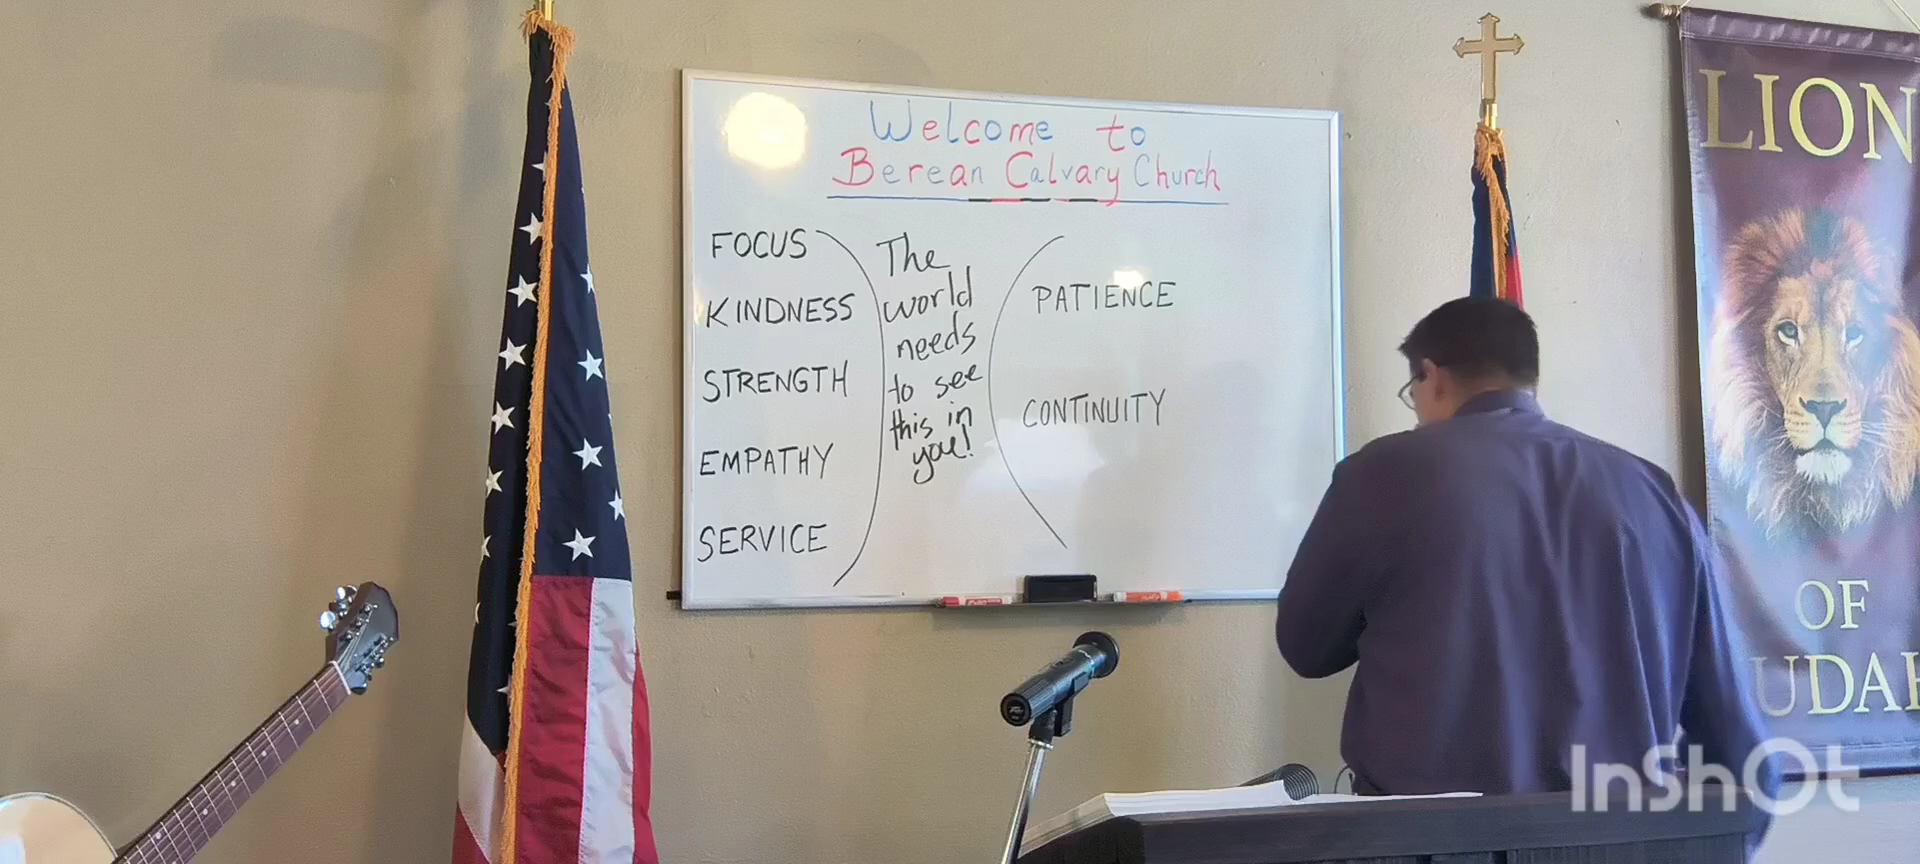 Welcome to
Berean Calvary Church
FOCUS
KINDNESS
STRENGTH
EMPATHY
SERVICE
The
world
needs
to see
this in
you!
PATIENCE
CONTINUITY
LION
OF
UDAH
InShOt